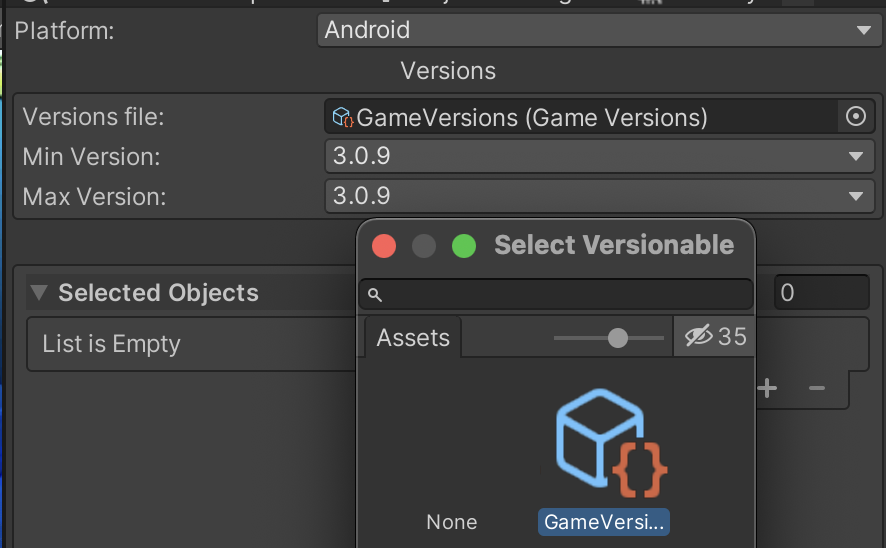 Platform:
Android
Versions
Versions file:
GameVersions (Game Versions)
Min Version:
3.0.9
Max Version:
3.0.9
Select Versionable
Selected Objects
0
Assets
35
List is Empty
None
GameVersi...